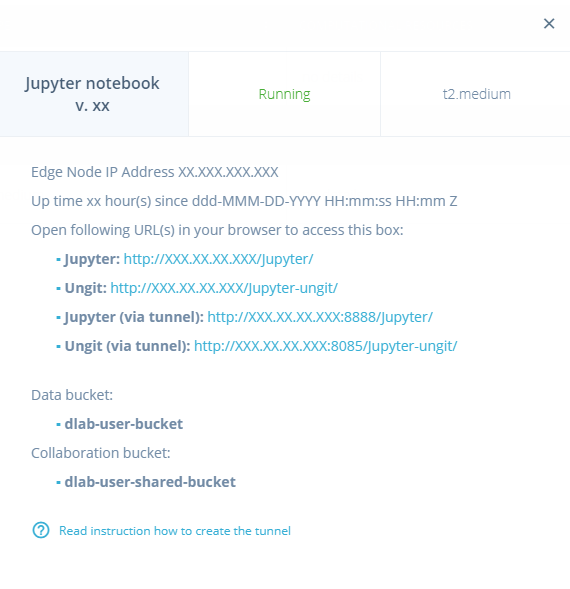 ×
Jupyter notebook
v. xx
Running
t2.medium
Edge Node IP Address XX.XXX.XXX.XXX
Up time xx hour(s) since ddd-MMM-DD-YYYY HH:mm:ss HH:mm Z
Open following URL(s) in your browser to access this box:
▪ Jupyter: http://XXX.XX.XX.XXX/Jupyter/
▪ Ungit: http://XXX.XX.XX.XXX/Jupyter-ungit/
▪ Jupyter (via tunnel): http://XXX.XX.XX.XXX:8888/Jupyter/
▪ Ungit (via tunnel): http://XXX.XX.XX.XXX:8085/Jupyter-ungit/
Data bucket:
▪ dlab-user-bucket
Collaboration bucket:
▪ dlab-user-shared-bucket
? Read instruction how to create the tunnel